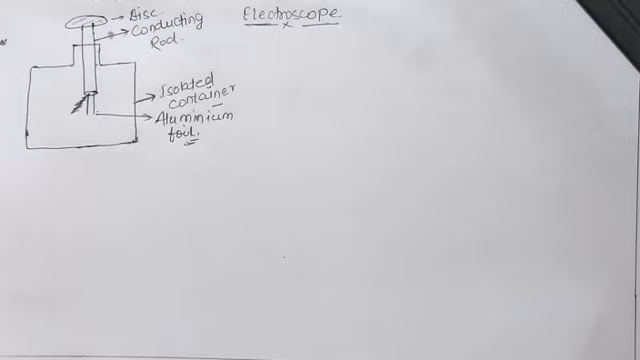 Electroscope
Disc.
Conducting
Rod.
Isolated
container
Aluminium
foil.